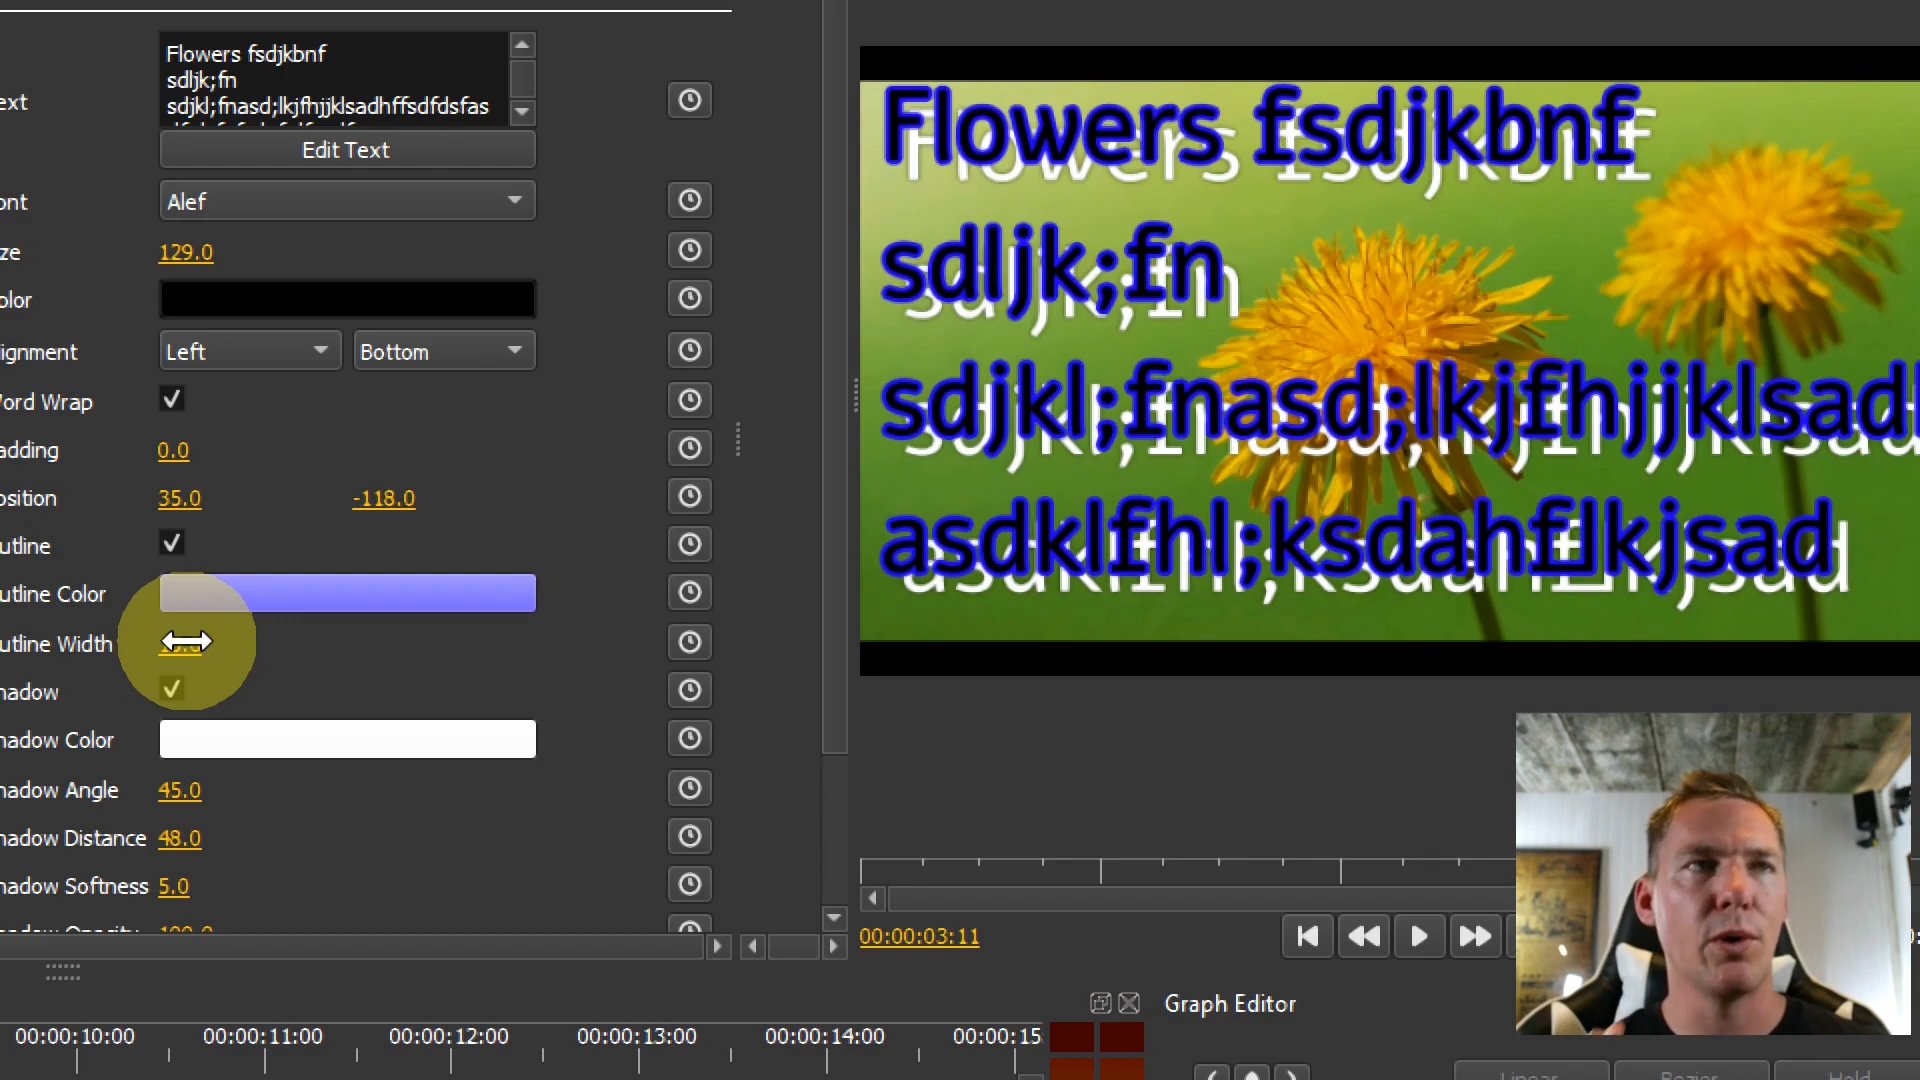 Flowers fsdjkbnf
sdljk;fn
ext
sdjkl;fnasd;lkjfhjjklsadhffsdfdsfas
Edit Text
ont
Alef
ize
129.0
olor
ignment
Left
Bottom
Word Wrap
adding
0.0
osition
35.0
-118.0
utline
utline Color
utline Width
hadow
hadow Color
hadow Angle
45.0
hadow Distance
48.0
hadow Softness
5.0
Flowers fsdjkbnf
sdljk;fn
sdjkl;fnasd;lkjfhjjklsadl
asdklfhl;ksdahflkjsad
00:00:03:11
Graph Editor
00:00:10:00
00:00:11:00
00:00:12:00
00:00:13:00
00:00:14:00
00:00:15